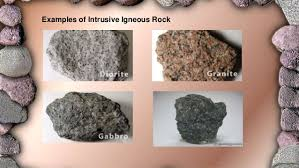 Examples of Intrusive Igneous Rock
Diorite
Granite
Gabbro